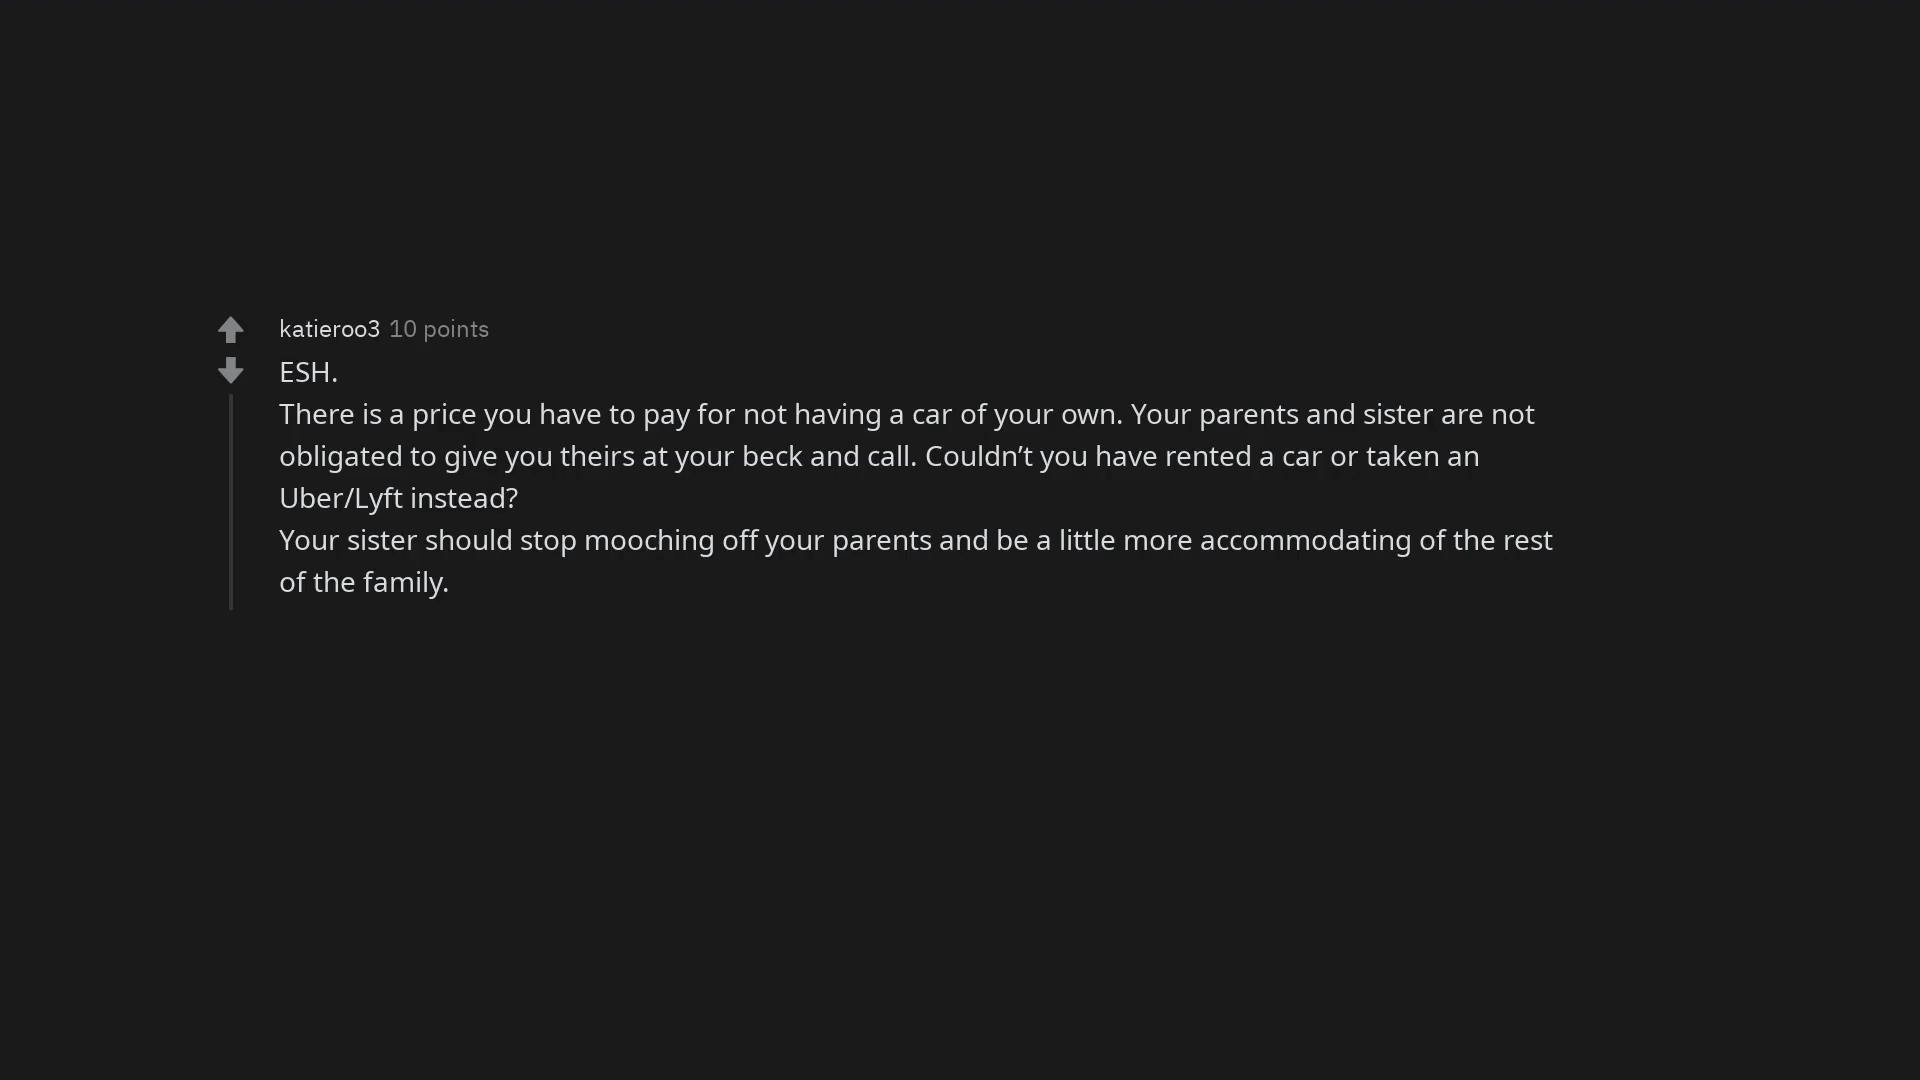 katieroo3 10 points
ESH.
There is a price you have to pay for not having a car of your own. Your parents and sister are not
obligated to give you theirs at your beck and call. Couldn’t you have rented a car or taken an
Uber/Lyft instead?
Your sister should stop mooching off your parents and be a little more accommodating of the rest
of the family.